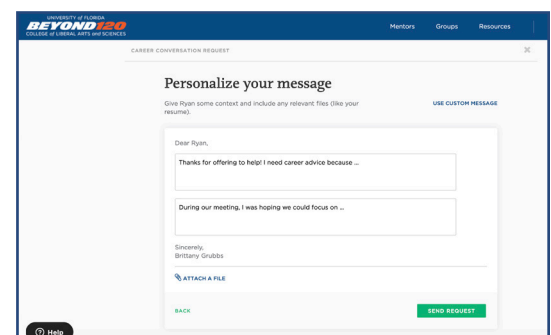 UNIVERSITY of FLORIDA
BEYOND120
COLLEGE of LIBERAL ARTS and SCIENCES
Mentors Groups Resources
CAREER CONVERSATION REQUEST
Personalize your message
Give Ryan some context and include any relevant files (like your
resume).
USE CUSTOM MESSAGE
Dear Ryan,
Thanks for offering to help! I need career advice because ...
During our meeting, I was hoping we could focus on ...
Sincerely,
Brittany Grubbs
ATTACH A FILE
BACK
SEND REQUEST
Help